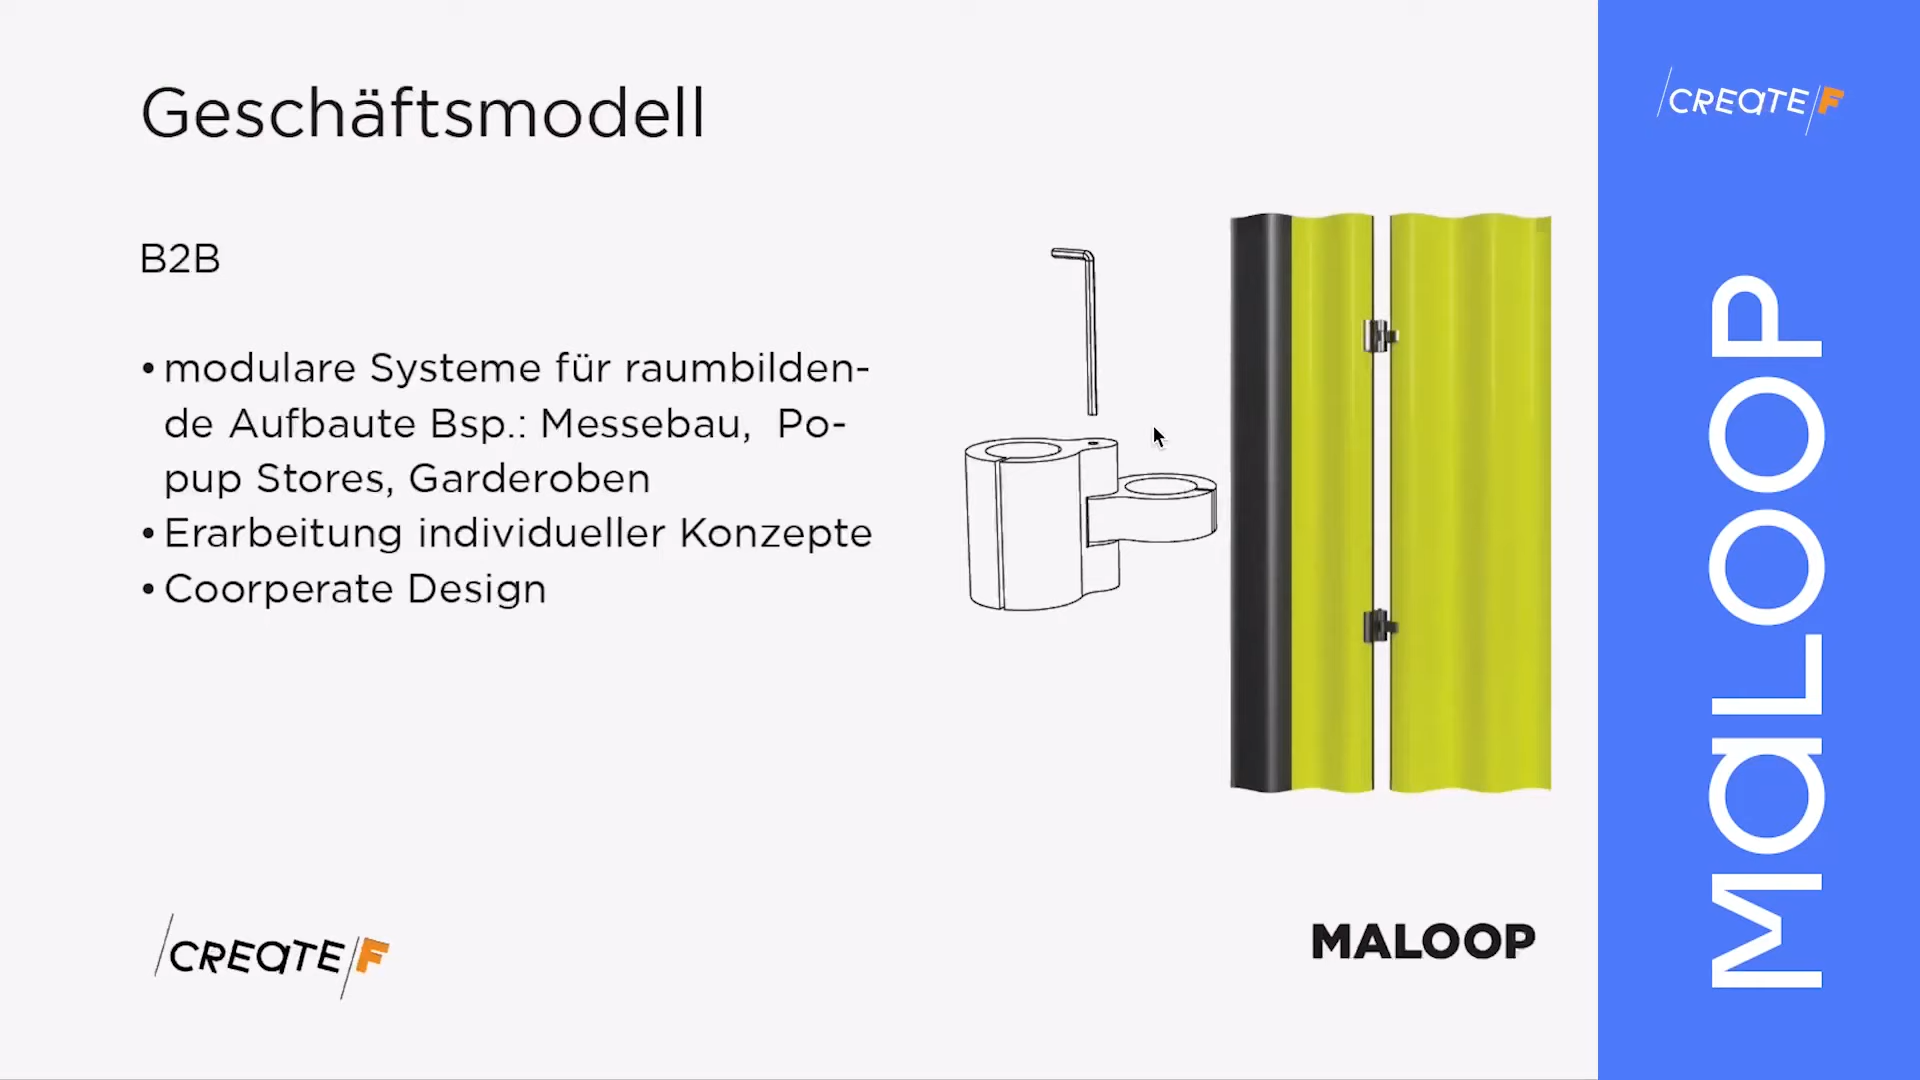 Geschäftsmodell
B2B
• modulare Systeme für raumbilden-
de Aufbaute Bsp.: Messebau,  Po-
pup Stores, Garderoben
• Erarbeitung individueller Konzepte
• Coorperate Design
/CREATE/F
MALOOP
/CREATE/F
MALOOP